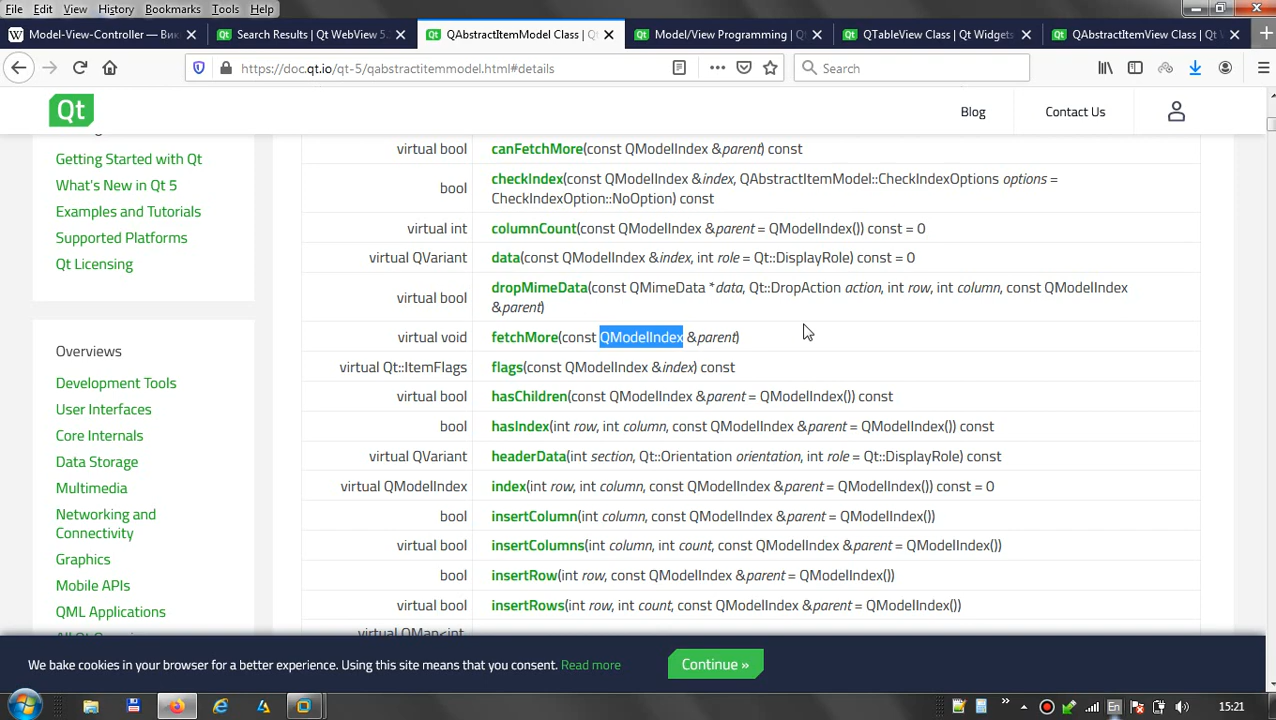 File Edit View History Bookmarks Tools Help
Model-View-Controller — Вик
Search Results | Qt WebView 5.
QAbstractItemModel Class | Q
Model/View Programming | Q
QTableView Class | Qt Widgets
QAbstractItemView Class | Qt W
https://doc.qt.io/qt-5/qabstractitemmodel.html#details
Search
Qt
Blog
Contact Us
Getting Started with Qt
What's New in Qt 5
Examples and Tutorials
Supported Platforms
Qt Licensing
Overviews
Development Tools
User Interfaces
Core Internals
Data Storage
Multimedia
Networking and
Connectivity
Graphics
Mobile APIs
QML Applications
virtual bool canFetchMore(const QModelIndex &parent) const
bool checkIndex(const QModelIndex &index, QAbstractItemModel::CheckIndexOptions options =
CheckIndexOption::NoOption) const
virtual int columnCount(const QModelIndex &parent = QModelIndex()) const = 0
virtual QVariant data(const QModelIndex &index, int role = Qt::DisplayRole) const = 0
virtual bool dropMimeData(const QMimeData *data, Qt::DropAction action, int row, int column, const QModelIndex
&parent)
virtual void fetchMore(const QModelIndex &parent)
virtual Qt::ItemFlags flags(const QModelIndex &index) const
virtual bool hasChildren(const QModelIndex &parent = QModelIndex()) const
bool hasIndex(int row, int column, const QModelIndex &parent = QModelIndex()) const
virtual QVariant headerData(int section, Qt::Orientation orientation, int role = Qt::DisplayRole) const
virtual QModelIndex index(int row, int column, const QModelIndex &parent = QModelIndex()) const = 0
bool insertColumn(int column, const QModelIndex &parent = QModelIndex())
virtual bool insertColumns(int column, int count, const QModelIndex &parent = QModelIndex())
bool insertRow(int row, const QModelIndex &parent = QModelIndex())
virtual bool insertRows(int row, int count, const QModelIndex &parent = QModelIndex())
virtual QMap<int,
We bake cookies in your browser for a better experience. Using this site means that you consent. Read more
Continue »
En
15:21